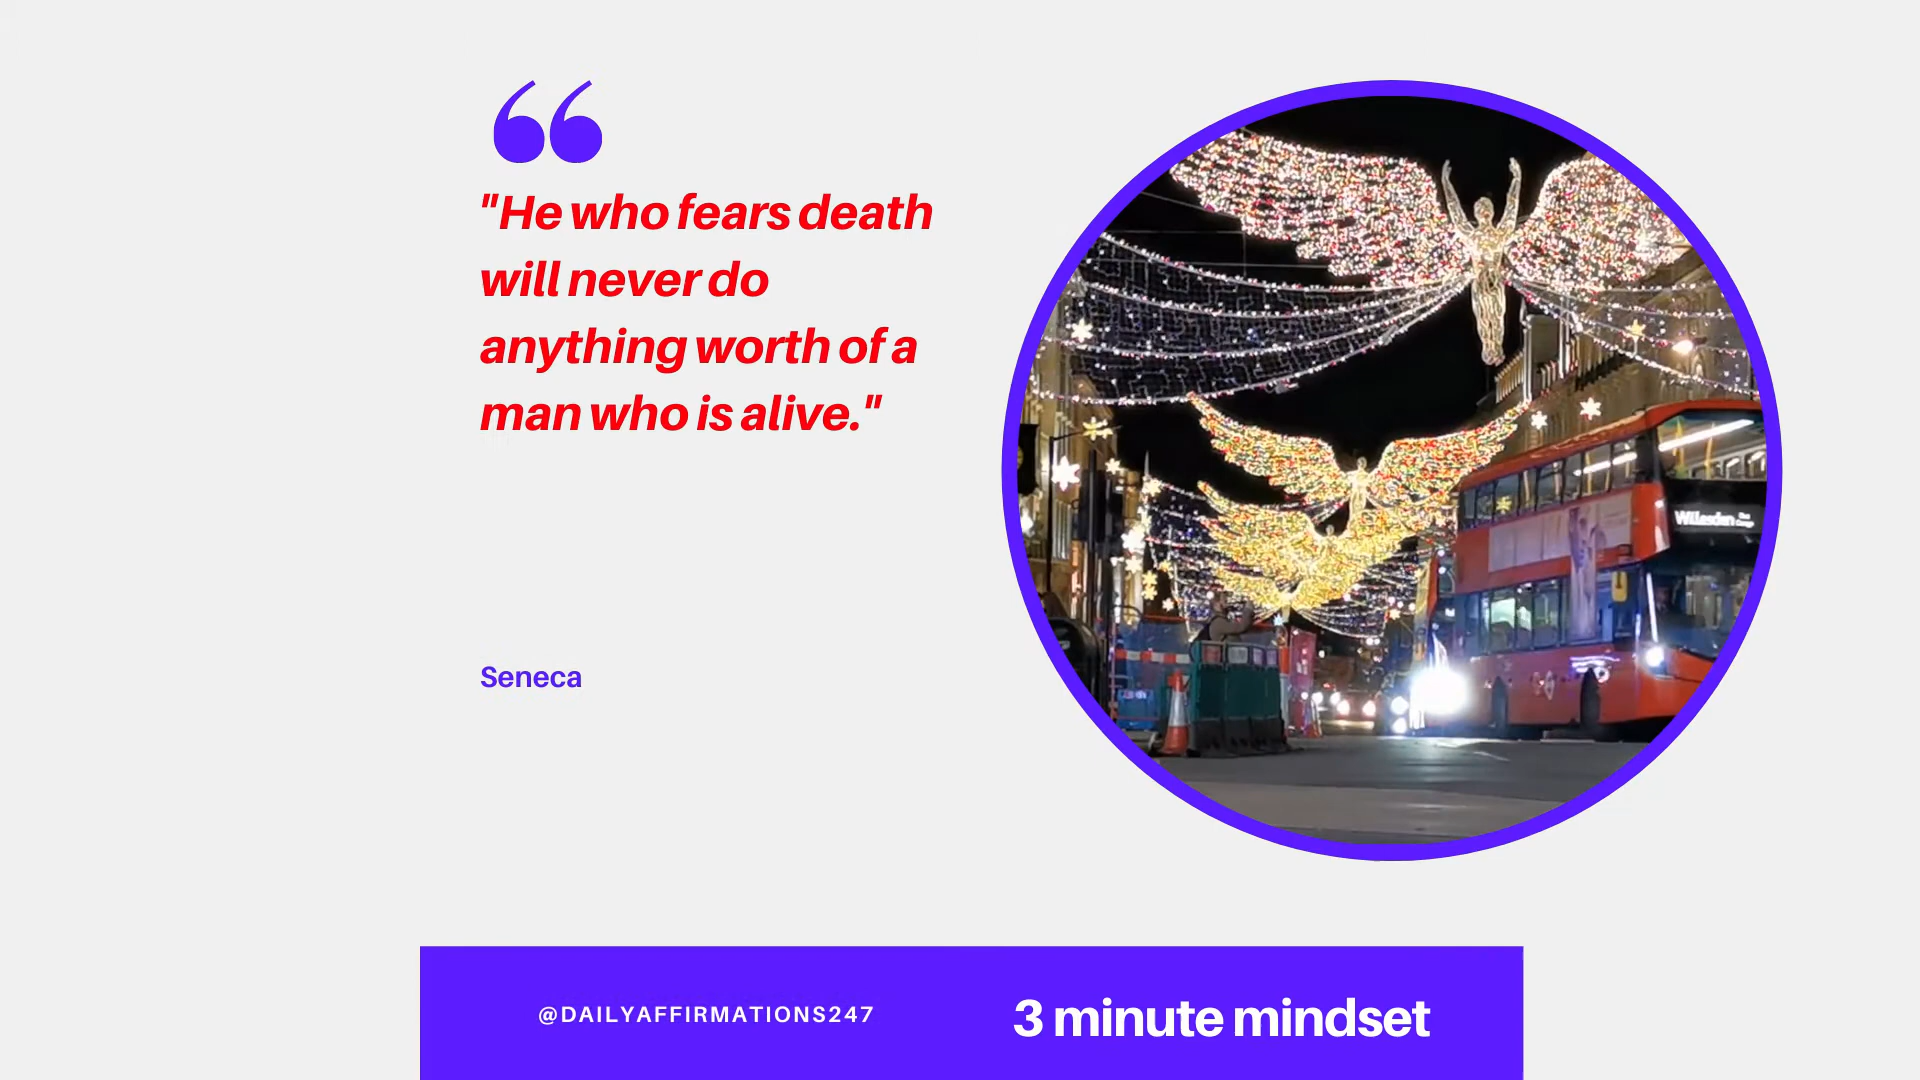 "He who fears death
will never do
anything worth of a
man who is alive."
Seneca
Willesden
@DAILYAFFIRMATIONS247
3 minute mindset